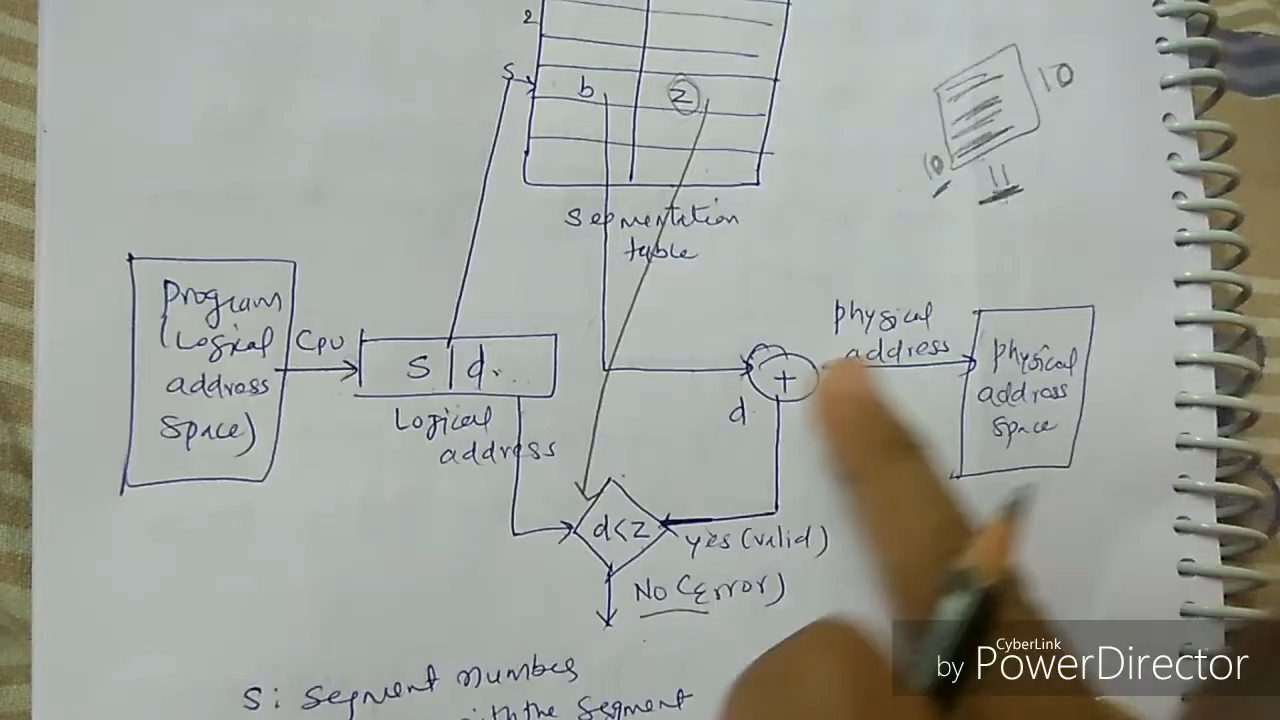 2
S
b
Z
10
10
11
Segmentation
table
Program
(Logical
address
Space)
CPU
S d.
Logical
address
+
d
Physical
address
physical
address
space
d<Z
yes (valid)
No (Error)
S: Segment number
with the Segment
CyberLink
by PowerDirector